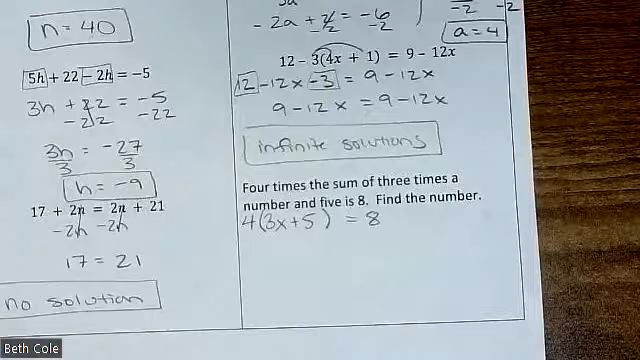 n = 40
5h + 22 - 2h = -5
3h + 22 = -5
-22 -22
3h = -27
3 3
h = -9
17 + 2n = 2n + 21
-2n -2n
17 = 21
no solution
- 2a + 2 = -6
-2 -2
-2 -2
a = 4
12 - 3(4x + 1) = 9 - 12x
12 - 12x - 3 = 9 - 12x
9 - 12x = 9 - 12x
infinite solutions
Four times the sum of three times a
number and five is 8. Find the number.
4(3x+5) = 8
Beth Cole